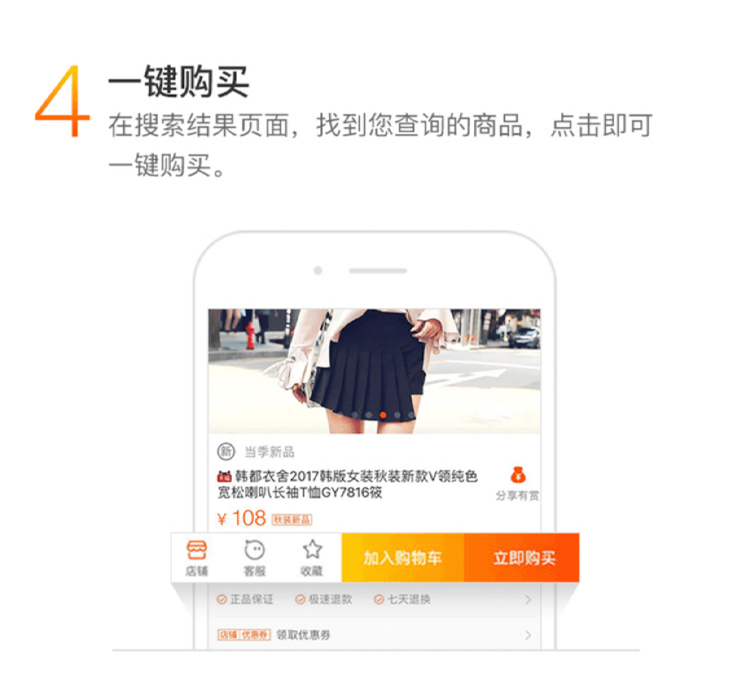 4 一键购买
在搜索结果页面，找到您查询的商品，点击即可
一键购买。
新 当季新品
韩都衣舍2017韩版女装秋装新款V领纯色
宽松喇叭长袖T恤GY7816筱
分享有赏
¥ 108 秋装新品
店铺 客服 收藏 加入购物车 立即购买
正品保证 极速退款 七天退换
店铺优惠券 领取优惠券